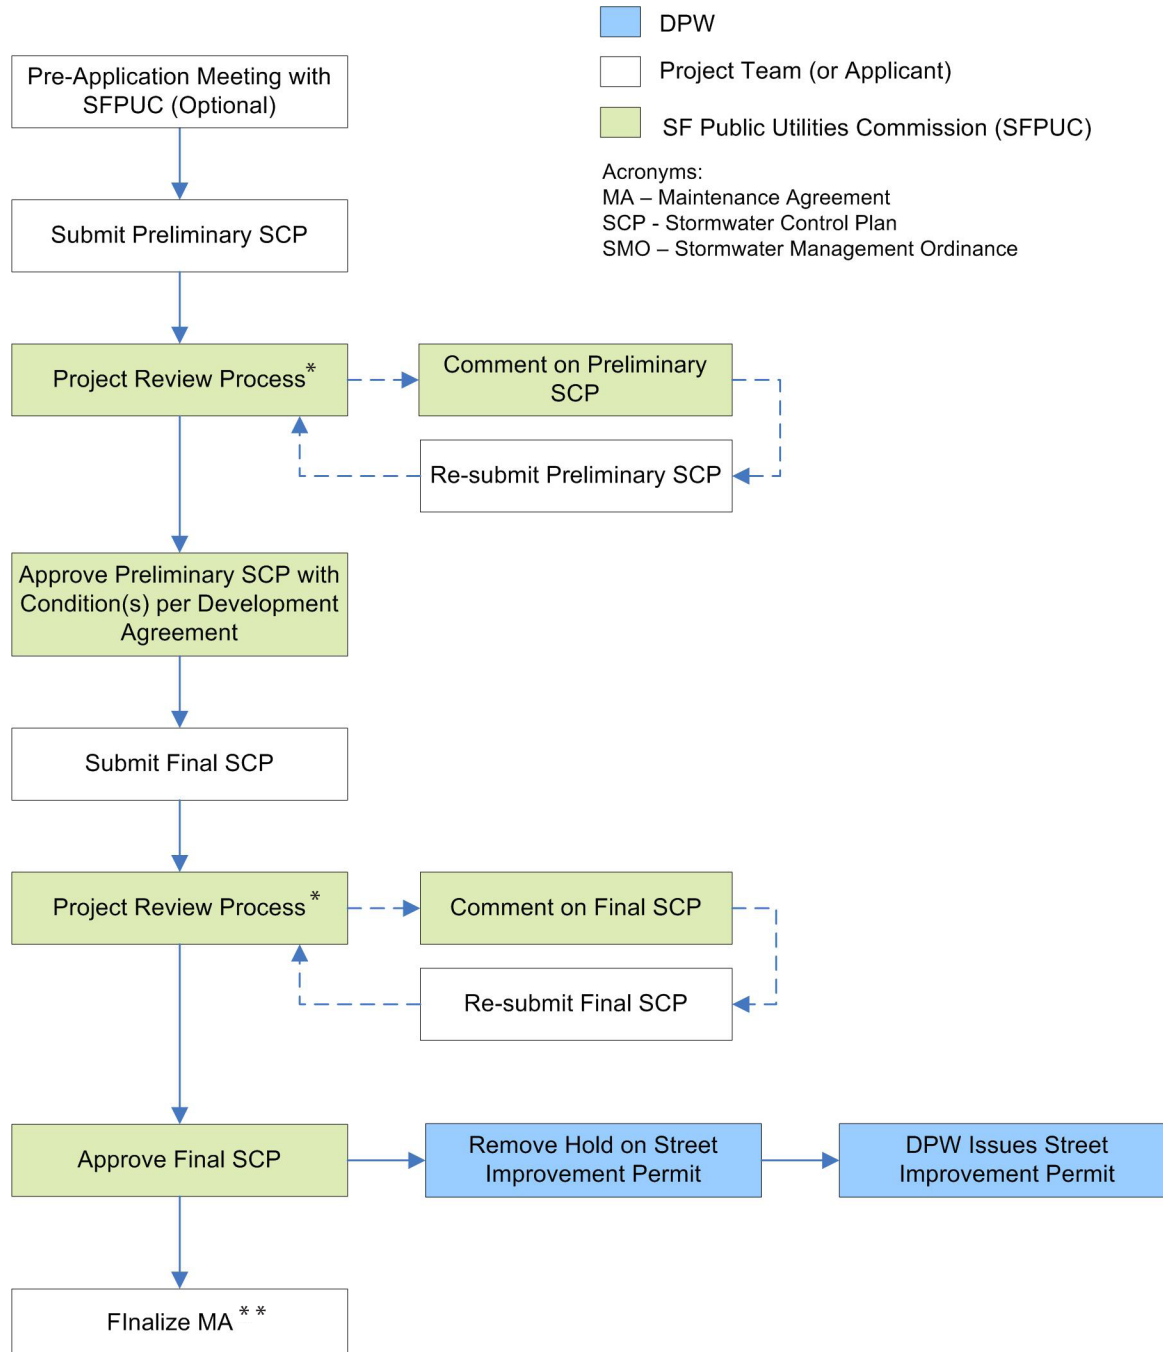 DPW
Project Team (or Applicant)
SF Public Utilities Commission (SFPUC)
Acronyms:
MA – Maintenance Agreement
SCP - Stormwater Control Plan
SMO – Stormwater Management Ordinance
Pre-Application Meeting with
SFPUC (Optional)
Submit Preliminary SCP
Project Review Process*
Comment on Preliminary
SCP
Re-submit Preliminary SCP
Approve Preliminary SCP with
Condition(s) per Development
Agreement
Submit Final SCP
Project Review Process*
Comment on Final SCP
Re-submit Final SCP
Approve Final SCP
Remove Hold on Street
Improvement Permit
DPW Issues Street
Improvement Permit
FInalize MA**